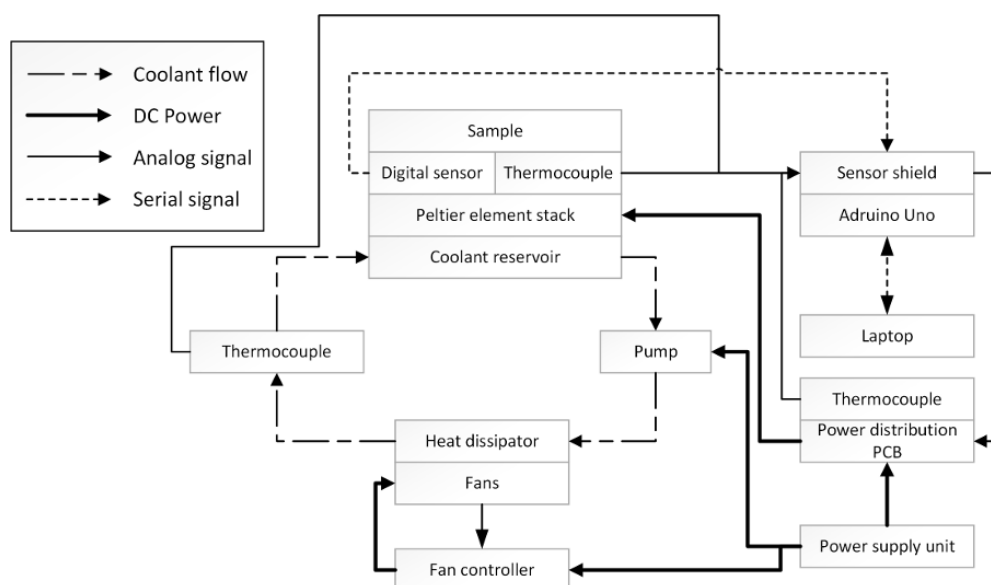 Coolant flow
DC Power
Analog signal
Serial signal
Sample
Digital sensor
Thermocouple
Peltier element stack
Coolant reservoir
Sensor shield
Adruino Uno
Laptop
Thermocouple
Pump
Thermocouple
Power distribution
PCB
Heat dissipator
Fans
Fan controller
Power supply unit